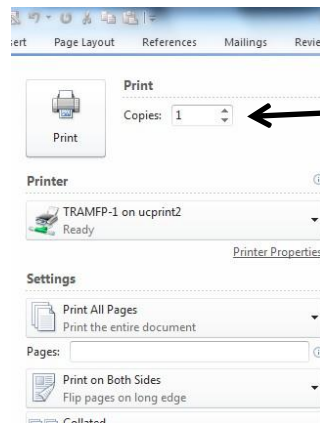 sert Page Layout References Mailings Revie
Print
Copies: 1
Print
Printer
TRAMFP-1 on ucprint2
Ready
Printer Properties
Settings
Print All Pages
Print the entire document
Pages:
Print on Both Sides
Flip pages on long edge
Collated